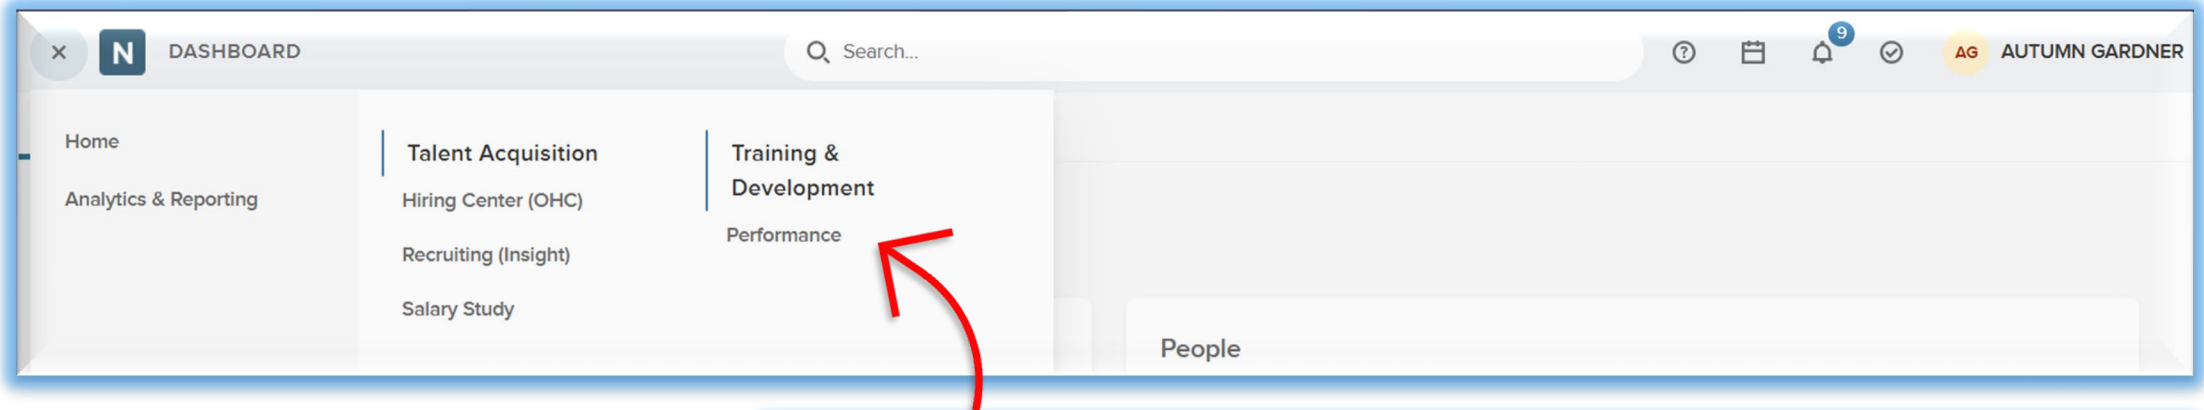 N DASHBOARD
Search...
9
AG AUTUMN GARDNER
Home
Analytics & Reporting
Talent Acquisition
Hiring Center (OHC)
Recruiting (Insight)
Salary Study
Training &
Development
Performance
People